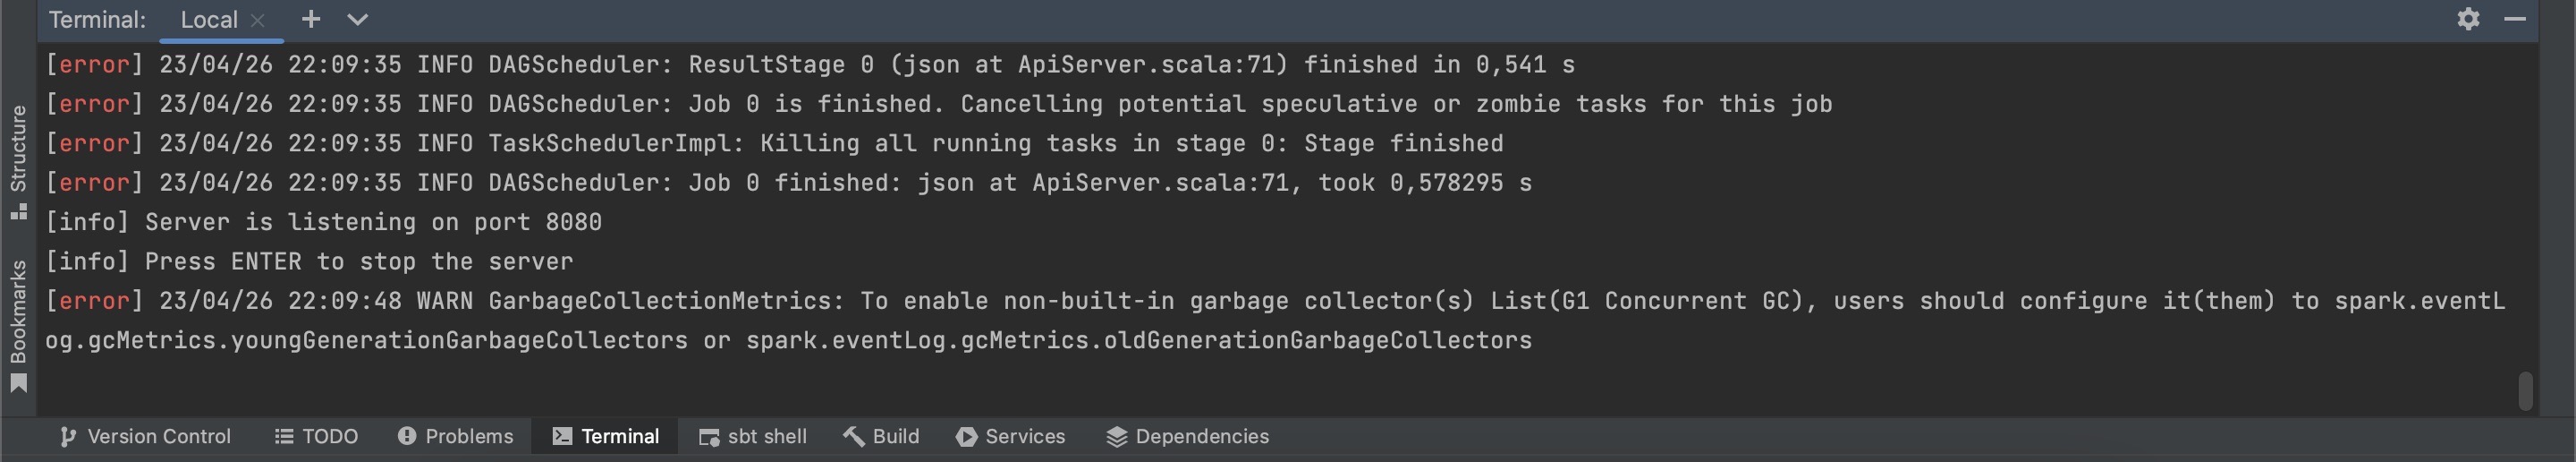 Terminal: Local
[error] 23/04/26 22:09:35 INFO DAGScheduler: ResultStage 0 (json at ApiServer.scala:71) finished in 0,541 s
[error] 23/04/26 22:09:35 INFO DAGScheduler: Job 0 is finished. Cancelling potential speculative or zombie tasks for this job
[error] 23/04/26 22:09:35 INFO TaskSchedulerImpl: Killing all running tasks in stage 0: Stage finished
[error] 23/04/26 22:09:35 INFO DAGScheduler: Job 0 finished: json at ApiServer.scala:71, took 0,578295 s
[info] Server is listening on port 8080
[info] Press ENTER to stop the server
[error] 23/04/26 22:09:48 WARN GarbageCollectionMetrics: To enable non-built-in garbage collector(s) List(G1 Concurrent GC), users should configure it(them) to spark.eventL
og.gcMetrics.youngGenerationGarbageCollectors or spark.eventLog.gcMetrics.oldGenerationGarbageCollectors
Structure
Bookmarks
Version Control TODO Problems Terminal sbt shell Build Services Dependencies